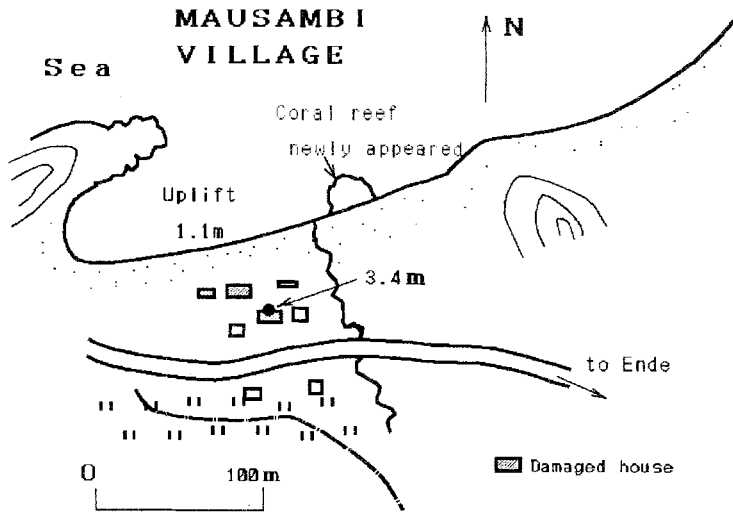 MAUSAMBI
VILLAGE
N
Sea
Coral reef
newly appeared
Uplift
1.1m
3.4m
to Ende
0 100m
Damaged house